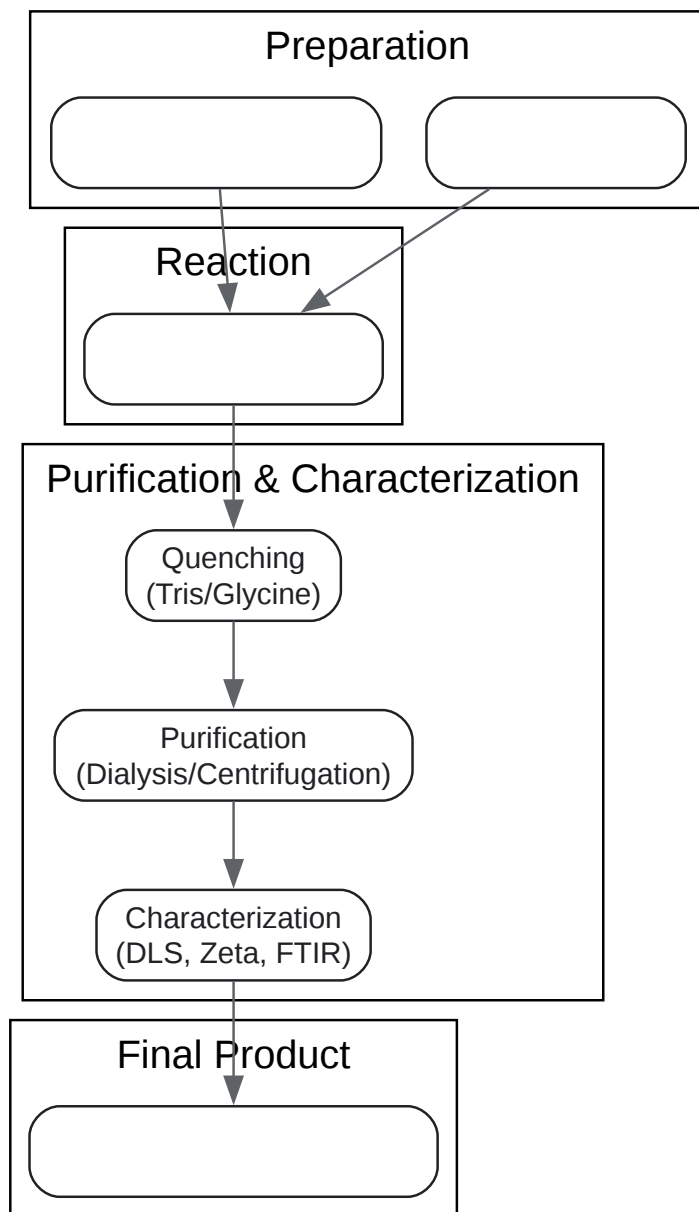 Preparation
Reaction
Purification & Characterization
Quenching
(Tris/Glycine)
Purification
(Dialysis/Centrifugation)
Characterization
(DLS, Zeta, FTIR)
Final Product